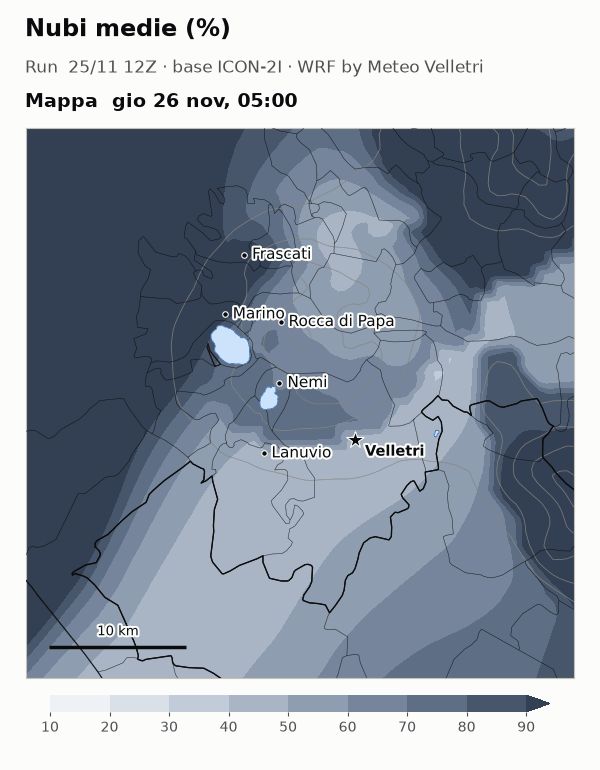 Nubi medie (%)
Run  25/11 12Z · base ICON-2I · WRF by Meteo Velletri
Mappa  gio 26 nov, 05:00
Frascati
Marino
Rocca di Papa
Nemi
Velletri
Lanuvio
10 km
10 20 30 40 50 60 70 80 90